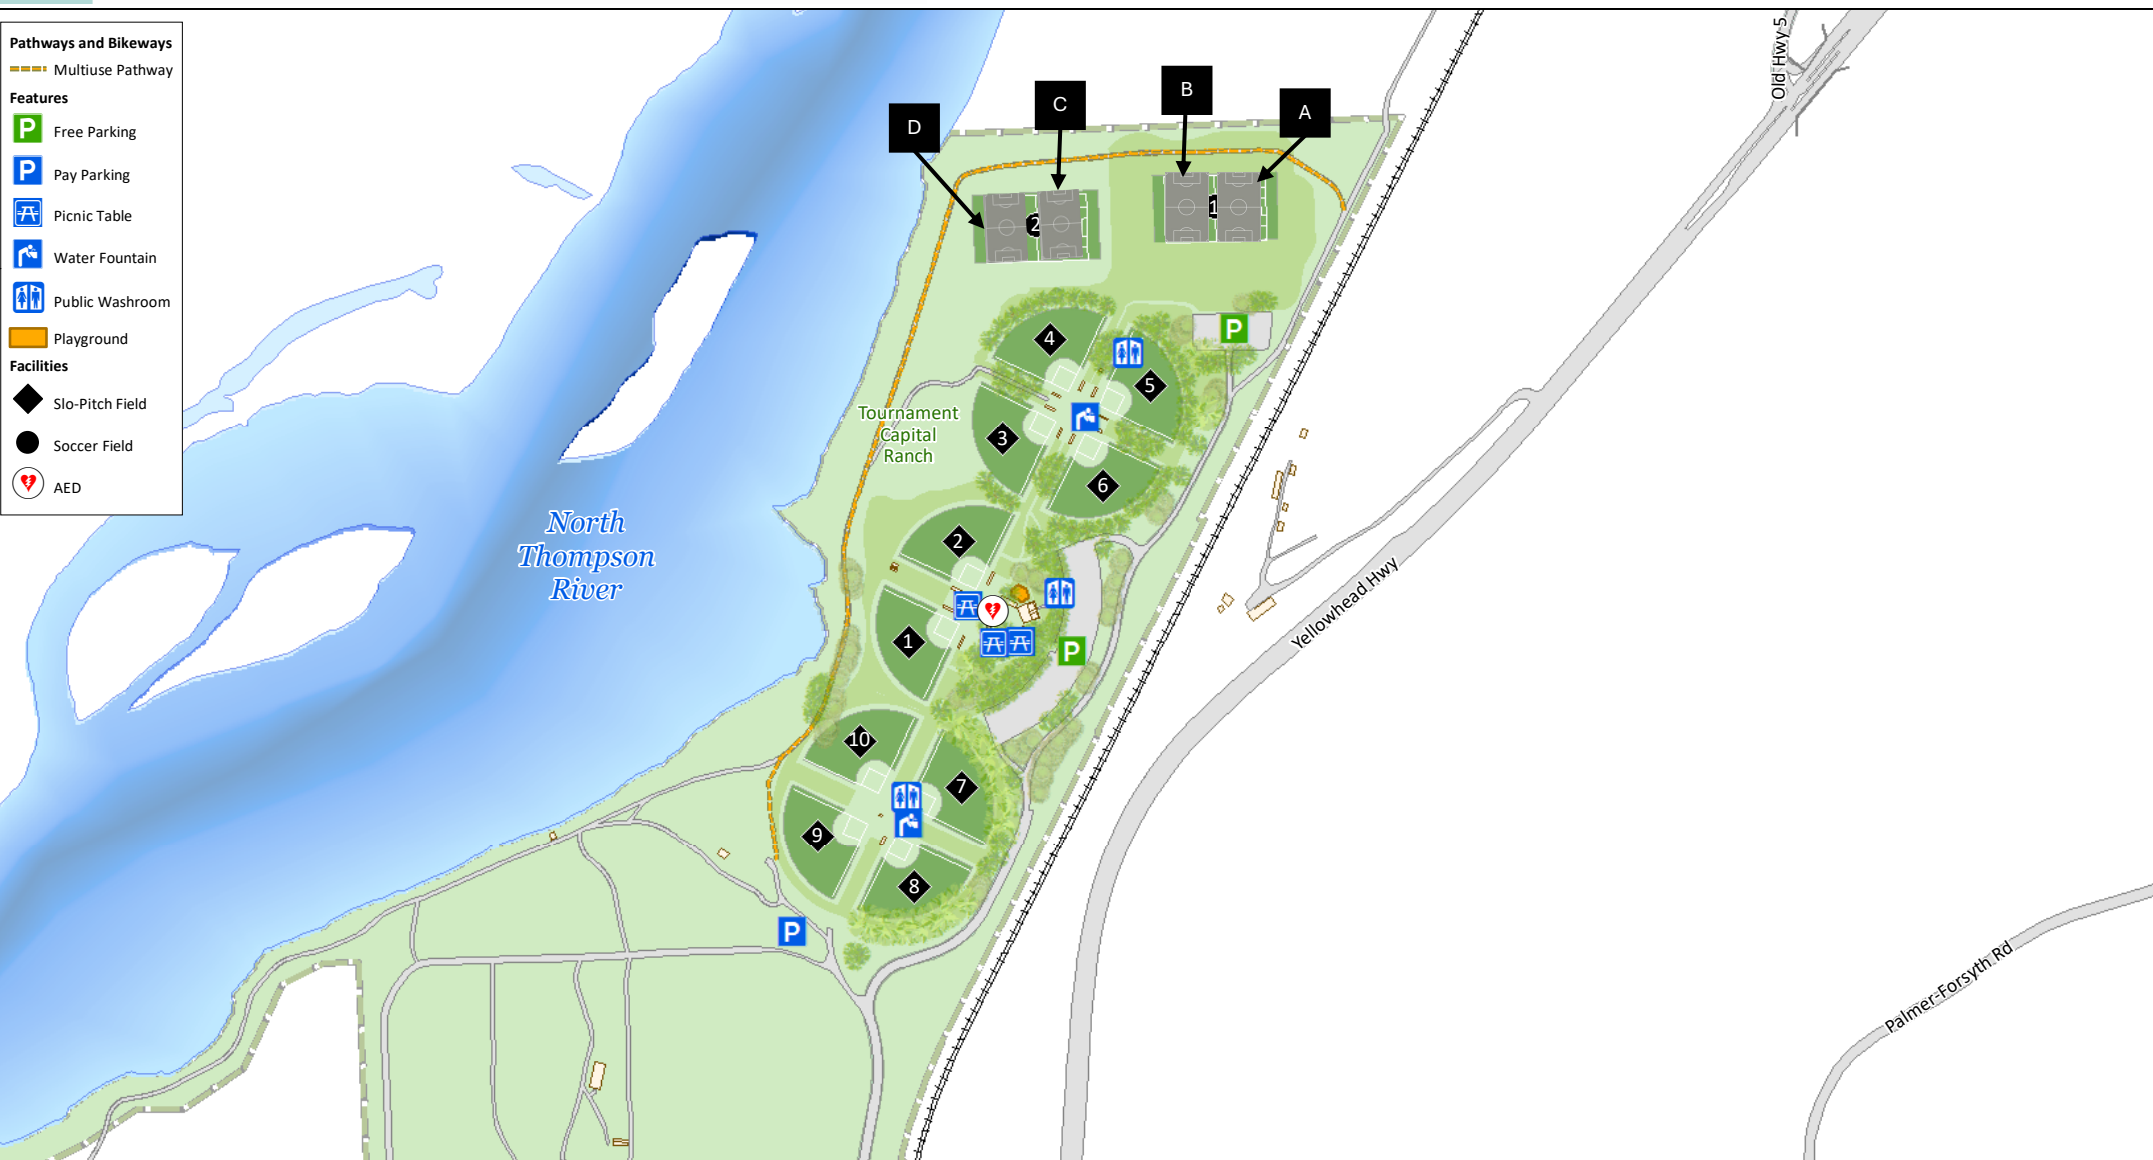 Pathways and Bikeways
Multiuse Pathway
Features
P Free Parking
P Pay Parking
Picnic Table
Water Fountain
Public Washroom
Playground
Facilities
Slo-Pitch Field
Soccer Field
AED
Old Hwy 5
D
C
B
A
2
1
4
P
5
Tournament
Capital
Ranch
3
6
North
Thompson
River
2
1
P
Yellowhead Hwy
10
7
9
8
P
Palmer-Forsyth Rd